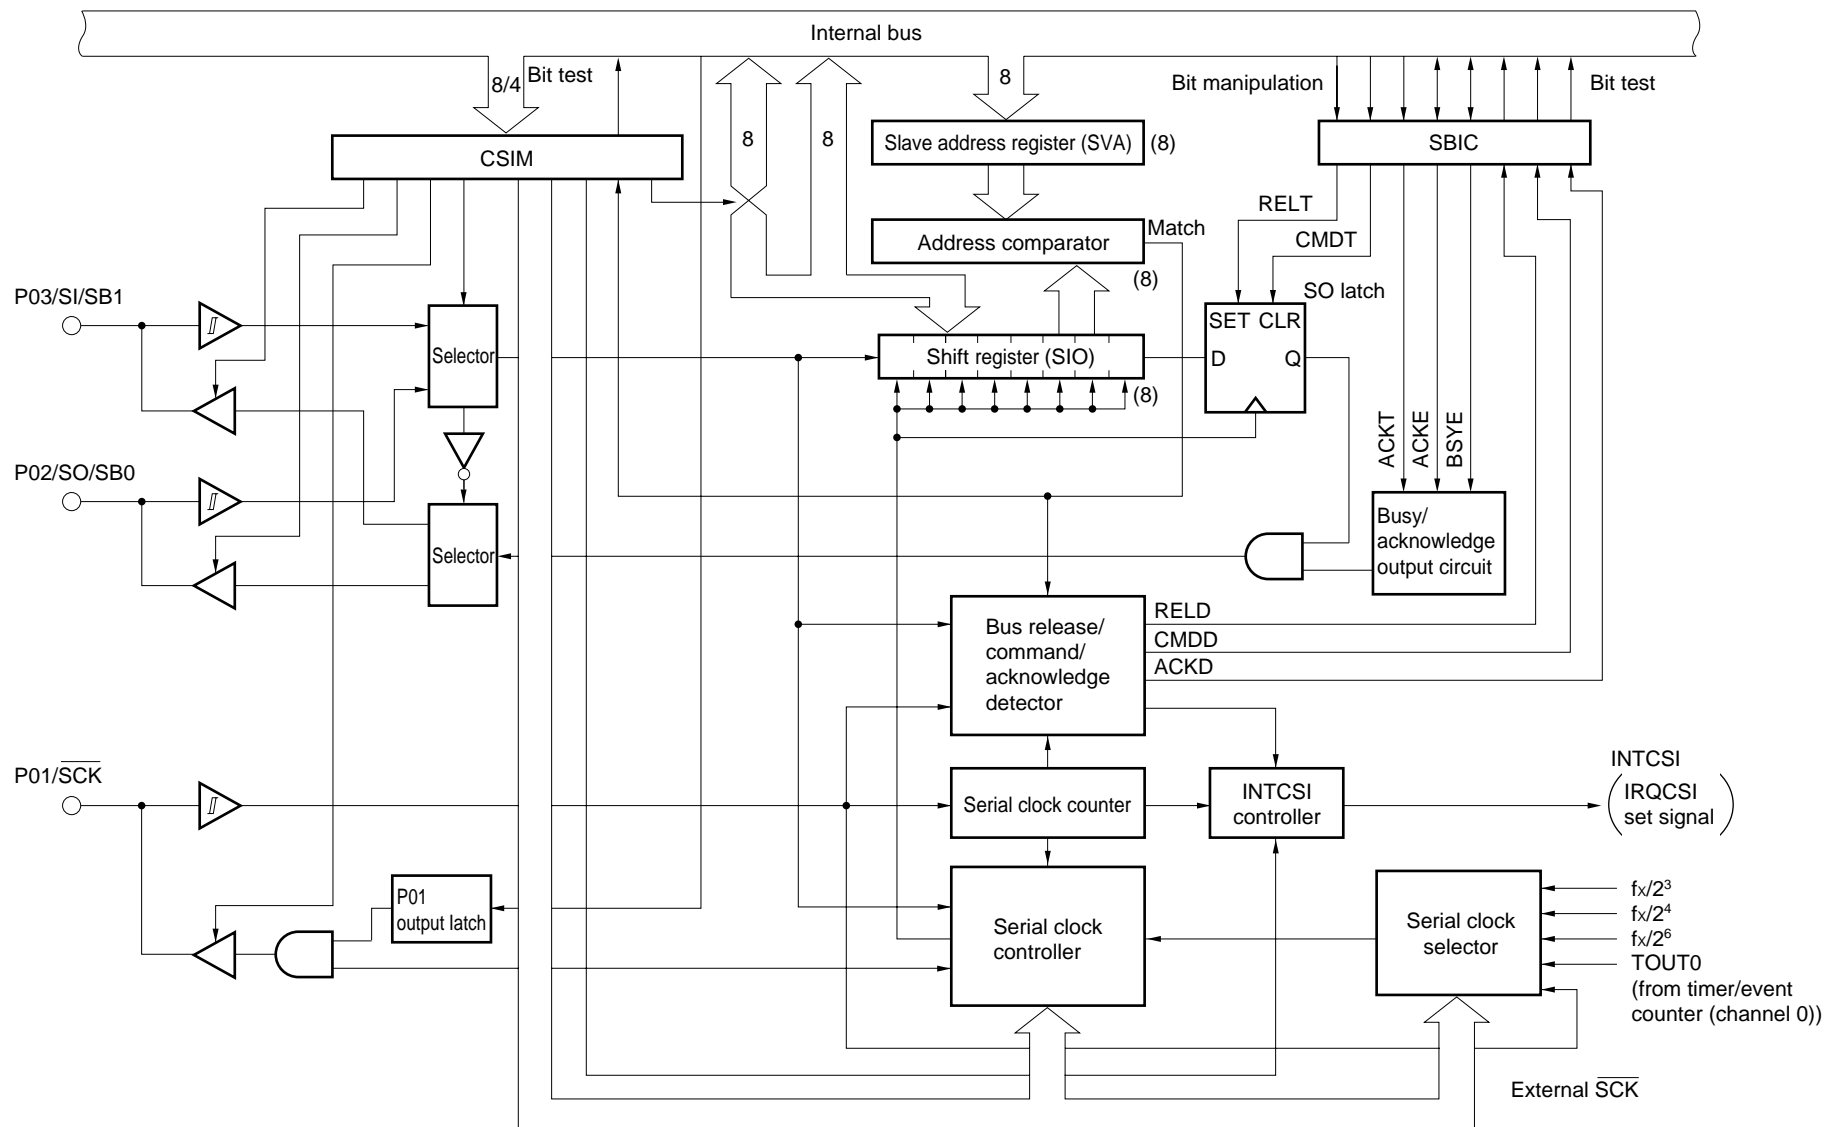 Internal bus
8/4
Bit test
8
8
8
Bit manipulation
Bit test
CSIM
Slave address register (SVA)
(8)
SBIC
RELT
CMDT
Address comparator
Match
(8)
P03/SI/SB1
Selector
Shift register (SIO)
(8)
SO latch
SET CLR
D
Q
ACKT
ACKE
BSYE
P02/SO/SB0
Selector
Busy/
acknowledge
output circuit
Bus release/
command/
acknowledge
detector
RELD
CMDD
ACKD
P01/S̅C̅K̅
Serial clock counter
INTCSI
controller
INTCSI
IRQCSI
set signal
P01
output latch
Serial clock
controller
Serial clock
selector
fx/2³
fx/2⁴
fx/2⁶
TOUT0
(from timer/event
counter (channel 0))
External S̅C̅K̅